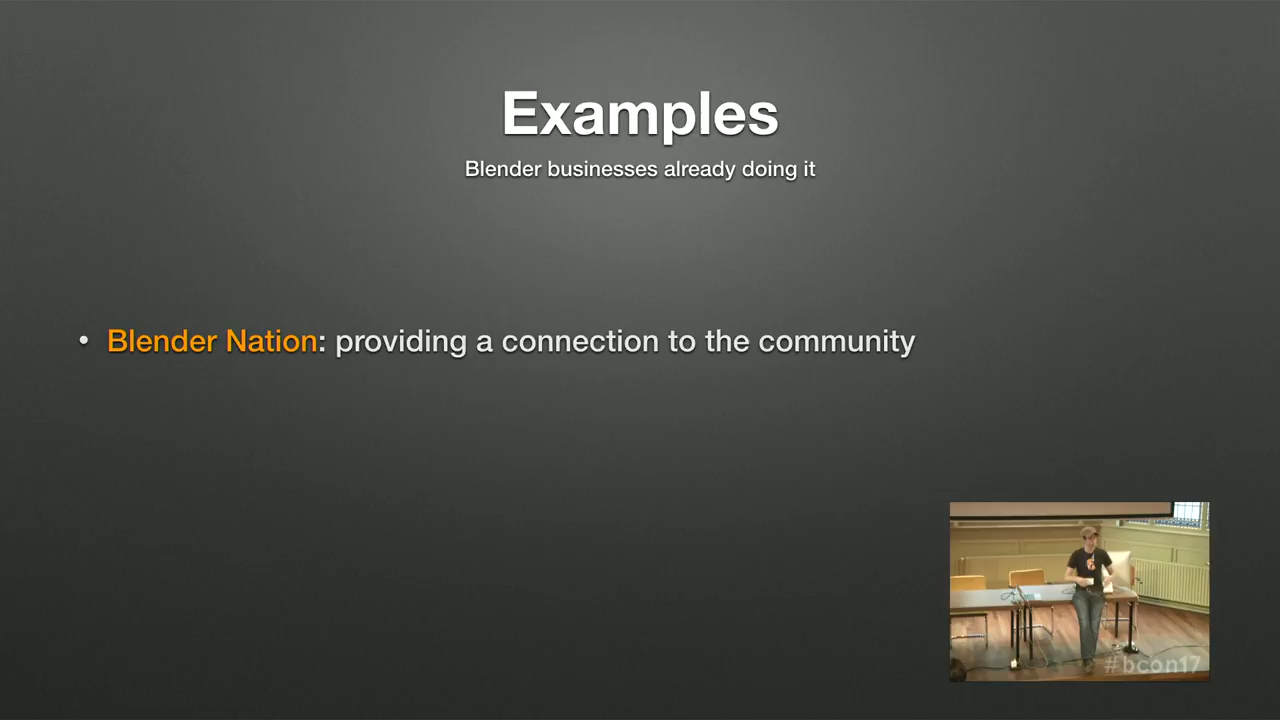 Examples
Blender businesses already doing it
• Blender Nation: providing a connection to the community
#bcon17